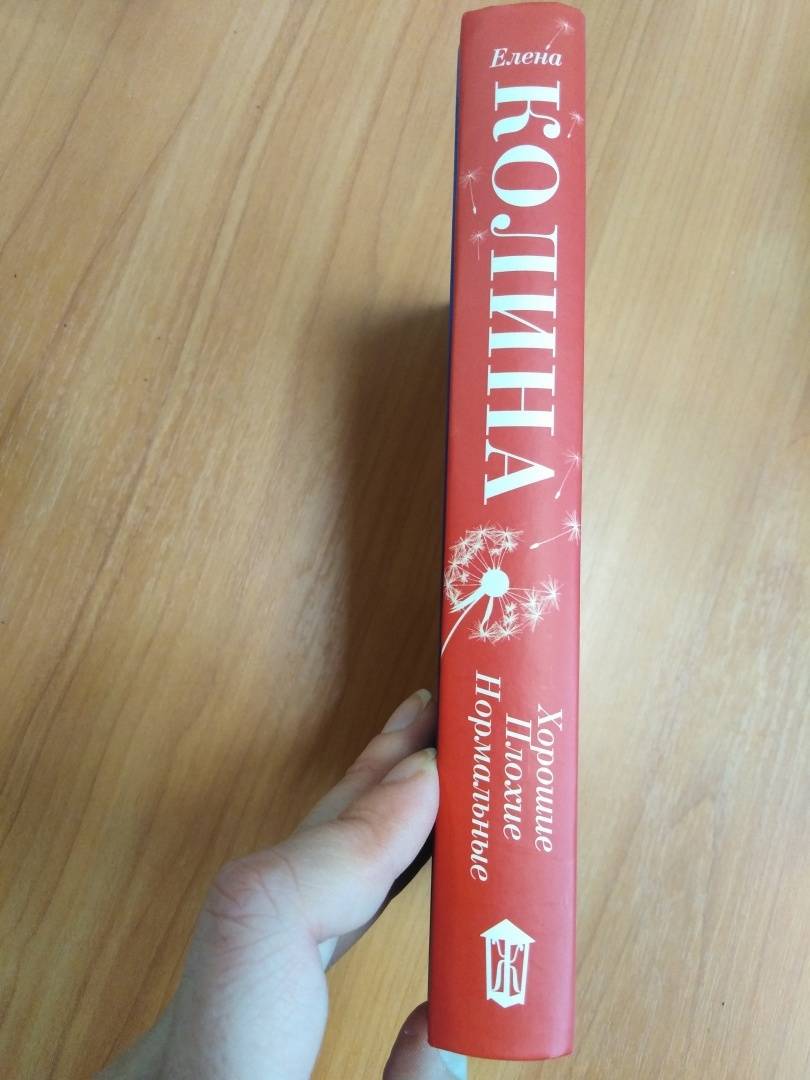 Елена
КОЛИНА
Хорошие
Плохие
Нормальные
Ж